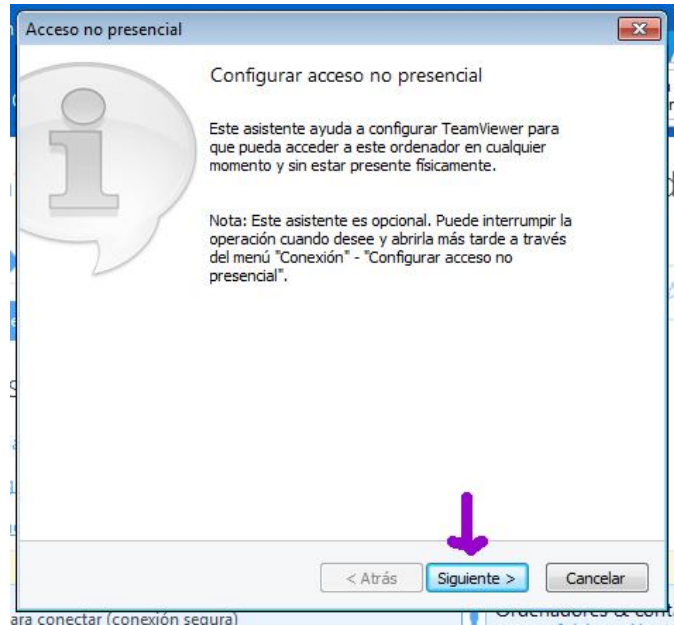 Acceso no presencial
Configurar acceso no presencial
Este asistente ayuda a configurar TeamViewer para
que pueda acceder a este ordenador en cualquier
momento y sin estar presente físicamente.
Nota: Este asistente es opcional. Puede interrumpir la
operación cuando desee y abrirla más tarde a través
del menú "Conexión" - "Configurar acceso no
presencial".
< Atrás
Siguiente >
Cancelar
ara conectar (conexión segura)